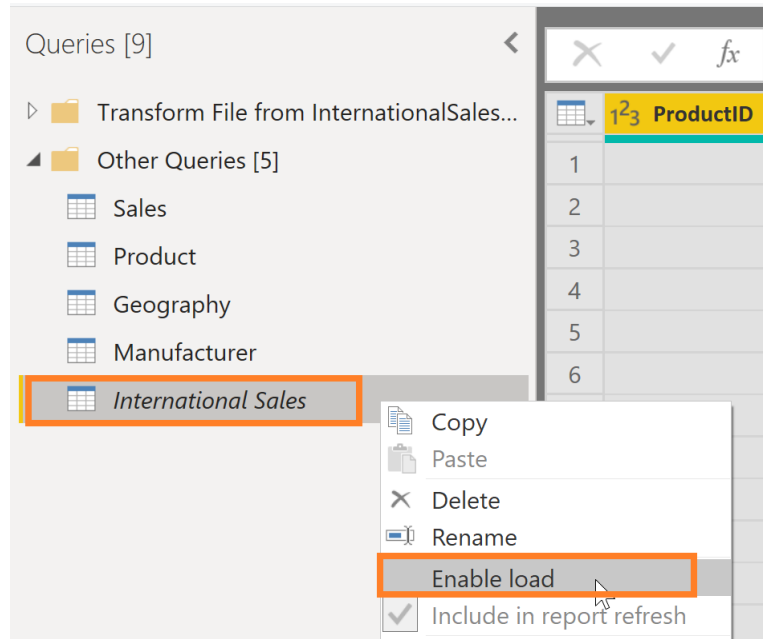 Queries [9]
Transform File from InternationalSales...
Other Queries [5]
Sales
Product
Geography
Manufacturer
International Sales
fx
123 ProductID
1
2
3
4
5
6
Copy
Paste
Delete
Rename
Enable load
Include in report refresh